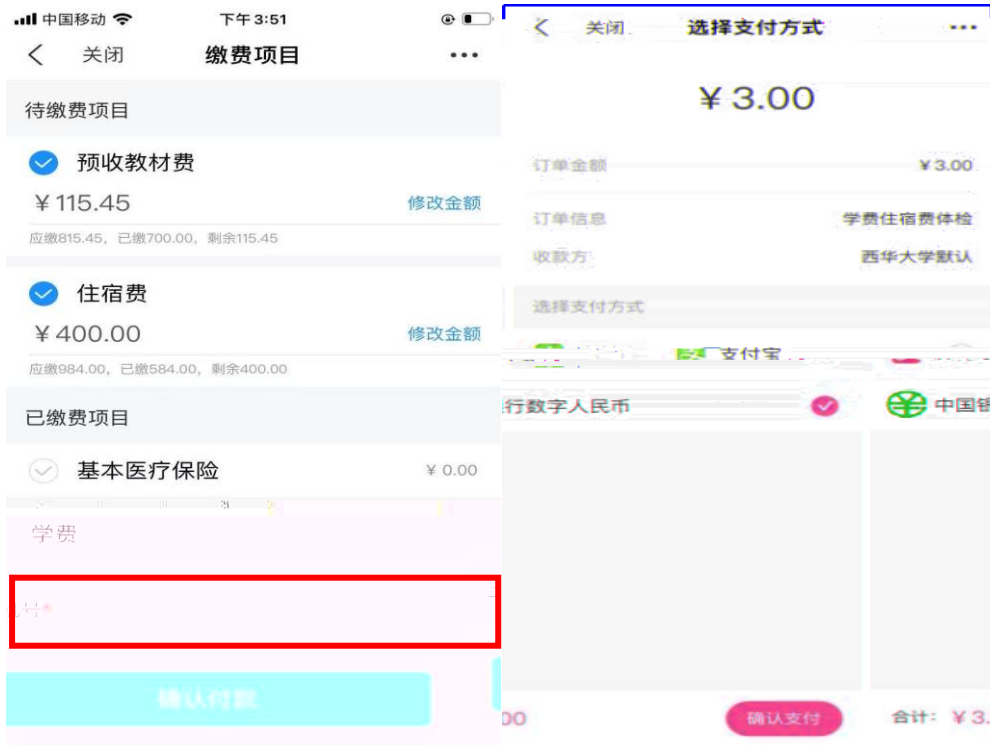 中国移动
下午3:51
关闭
缴费项目
待缴费项目
预收教材费
¥115.45
修改金额
应缴815.45, 已缴700.00, 剩余115.45
住宿费
¥400.00
修改金额
应缴984.00, 已缴584.00, 剩余400.00
已缴费项目
基本医疗保险
¥ 0.00
学费
确认付款
关闭
选择支付方式
¥3.00
订单金额
¥3.00
订单信息
学费住宿费体检
收款方
西华大学默认
选择支付方式
支付宝
行数字人民币
中国银
00
确认支付
合计: ¥3.